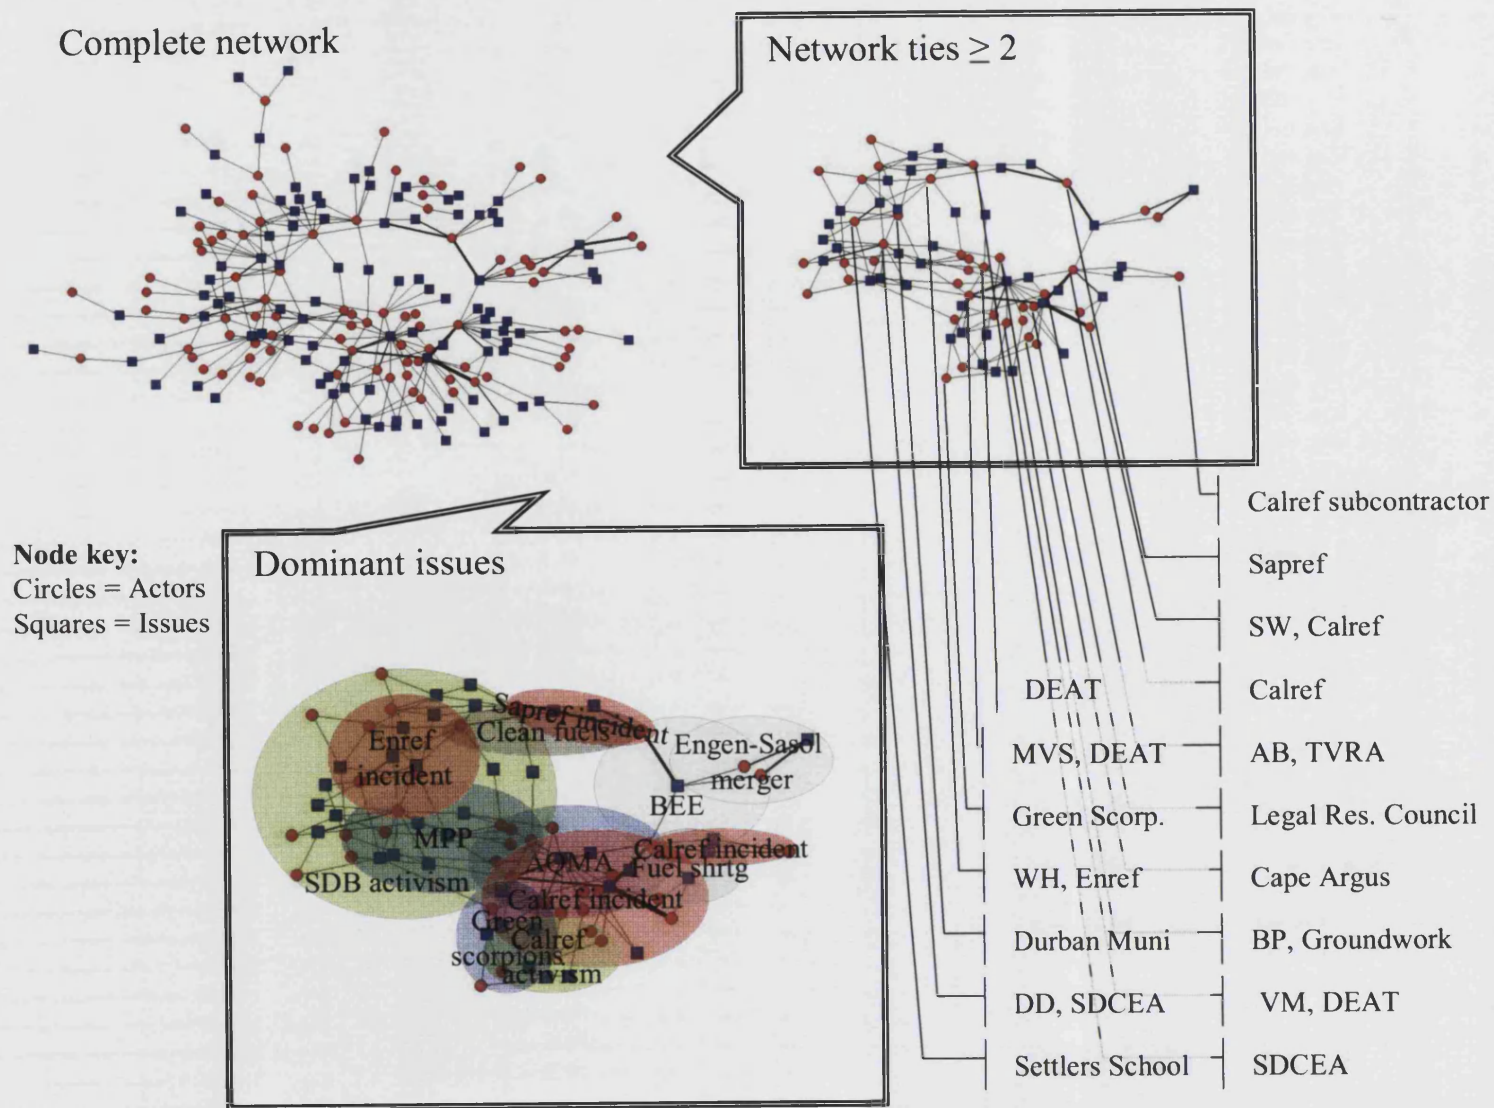 Complete network
Network ties ≥ 2
Node key:
Circles = Actors
Squares = Issues
Dominant issues
Sapref incident
Clean fuels
Enref
incident
Engen-Sasol
merger
BEE
MPP
SDB activism
AQMA
Calref incident
Fuel shrtg
Calref incident
Green
scorpions
Calref
activism
DEAT
MVS, DEAT
Green Scorp.
WH, Enref
Durban Muni
DD, SDCEA
Settlers School
Calref subcontractor
Sapref
SW, Calref
Calref
AB, TVRA
Legal Res. Council
Cape Argus
BP, Groundwork
VM, DEAT
SDCEA